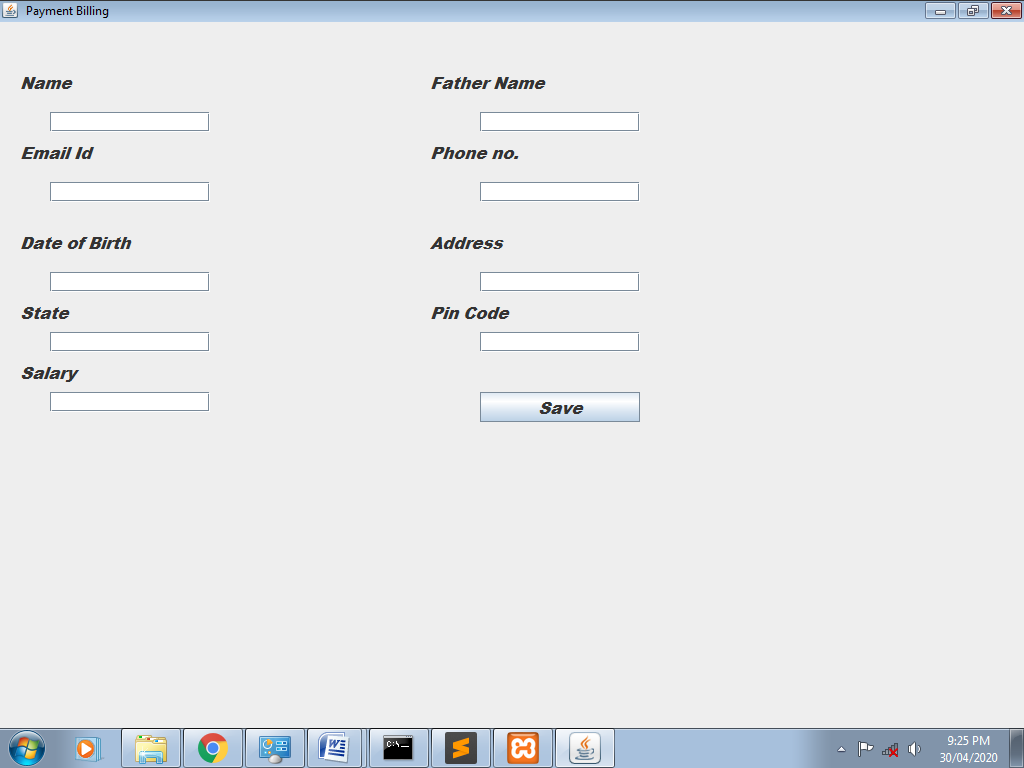 Payment Billing
Name
Father Name
Email Id
Phone no.
Date of Birth
Address
State
Pin Code
Salary
Save
C:\_
9:25 PM
30/04/2020